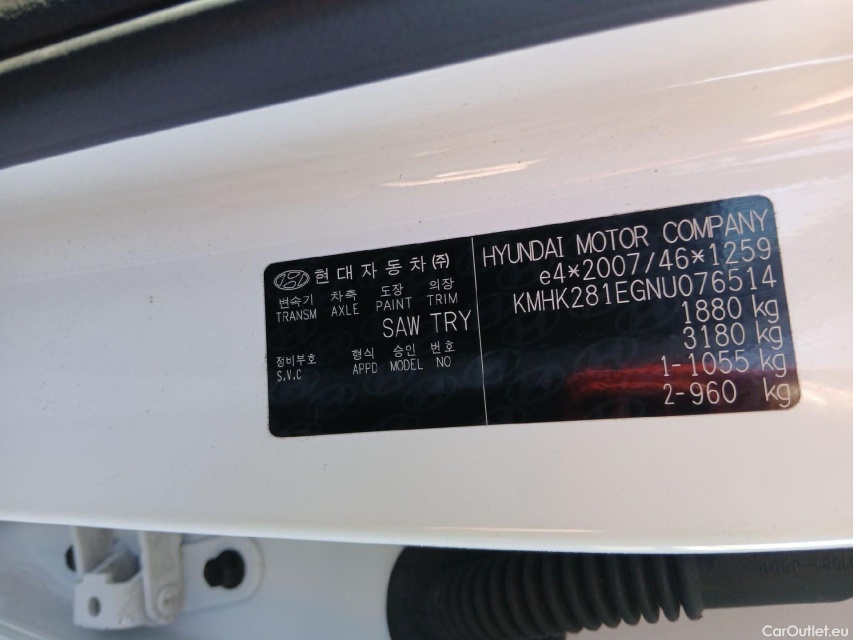 현대자동차(주)
변속기 차축 도장 의장
TRANSM AXLE PAINT TRIM
SAW TRY
정비부호 형식 승인 번호
S.V.C APPD MODEL NO
HYUNDAI MOTOR COMPANY
e4*2007/46*1259
KMHK281EGNU076514
1880 kg
3180 kg
1-1055 kg
2-960 kg
CarOutlet.eu